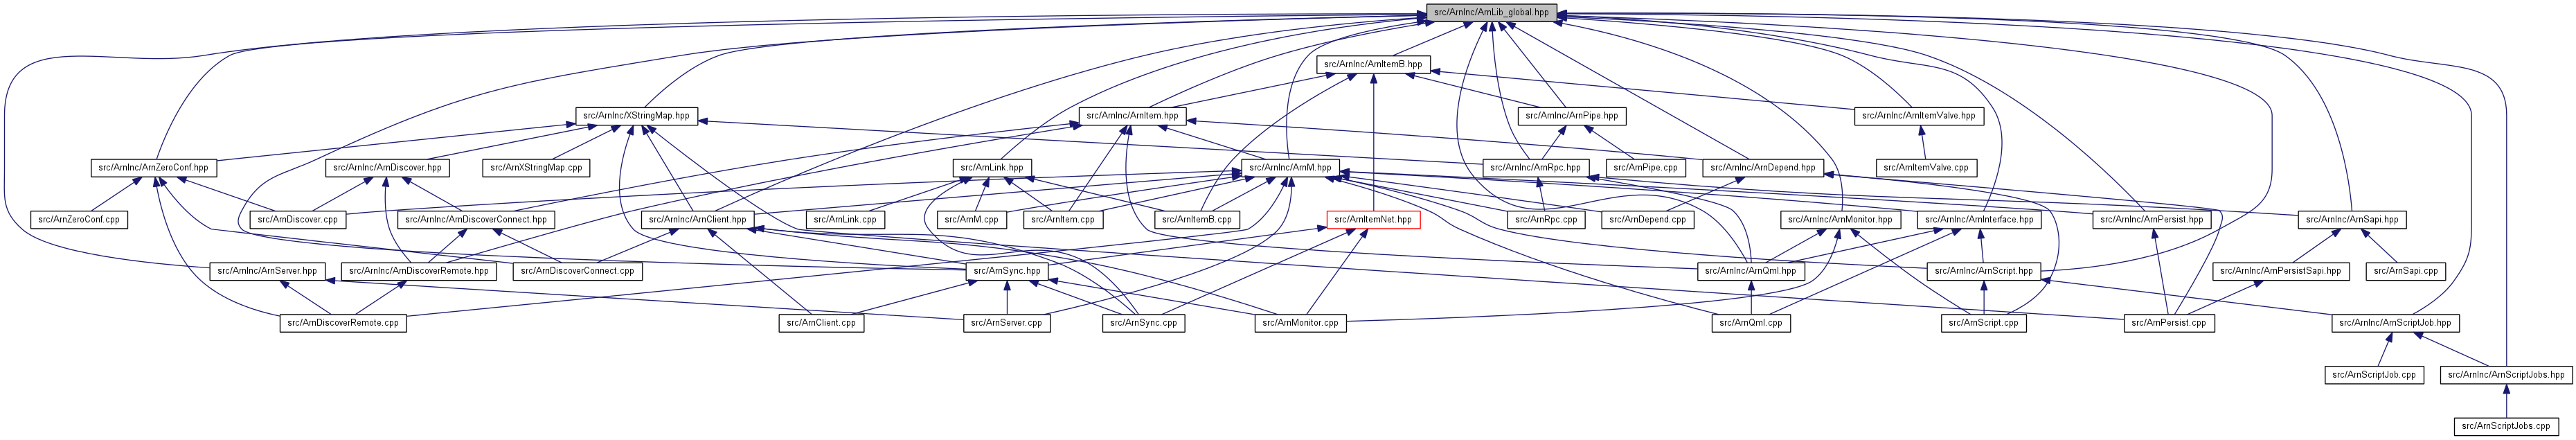 src/ArnInc/ArnLib_global.hpp
src/ArnInc/ArnItemB.hpp
src/ArnInc/XStringMap.hpp
src/ArnInc/ArnItem.hpp
src/ArnInc/ArnPipe.hpp
src/ArnInc/ArnItemValve.hpp
src/ArnInc/ArnZeroConf.hpp
src/ArnInc/ArnDiscover.hpp
src/ArnXStringMap.cpp
src/ArnLink.hpp
src/ArnInc/ArnM.hpp
src/ArnInc/ArnRpc.hpp
src/ArnPipe.cpp
src/ArnInc/ArnDepend.hpp
src/ArnItemValve.cpp
src/ArnZeroConf.cpp
src/ArnDiscover.cpp
src/ArnInc/ArnDiscoverConnect.hpp
src/ArnInc/ArnClient.hpp
src/ArnLink.cpp
src/ArnM.cpp
src/ArnItem.cpp
src/ArnItemB.cpp
src/ArnItemNet.hpp
src/ArnRpc.cpp
src/ArnDepend.cpp
src/ArnInc/ArnMonitor.hpp
src/ArnInc/ArnInterface.hpp
src/ArnInc/ArnPersist.hpp
src/ArnInc/ArnSapi.hpp
src/ArnInc/ArnServer.hpp
src/ArnInc/ArnDiscoverRemote.hpp
src/ArnDiscoverConnect.cpp
src/ArnSync.hpp
src/ArnInc/ArnQml.hpp
src/ArnInc/ArnScript.hpp
src/ArnInc/ArnPersistSapi.hpp
src/ArnSapi.cpp
src/ArnDiscoverRemote.cpp
src/ArnClient.cpp
src/ArnServer.cpp
src/ArnSync.cpp
src/ArnMonitor.cpp
src/ArnQml.cpp
src/ArnScript.cpp
src/ArnPersist.cpp
src/ArnInc/ArnScriptJob.hpp
src/ArnScriptJob.cpp
src/ArnInc/ArnScriptJobs.hpp
src/ArnScriptJobs.cpp